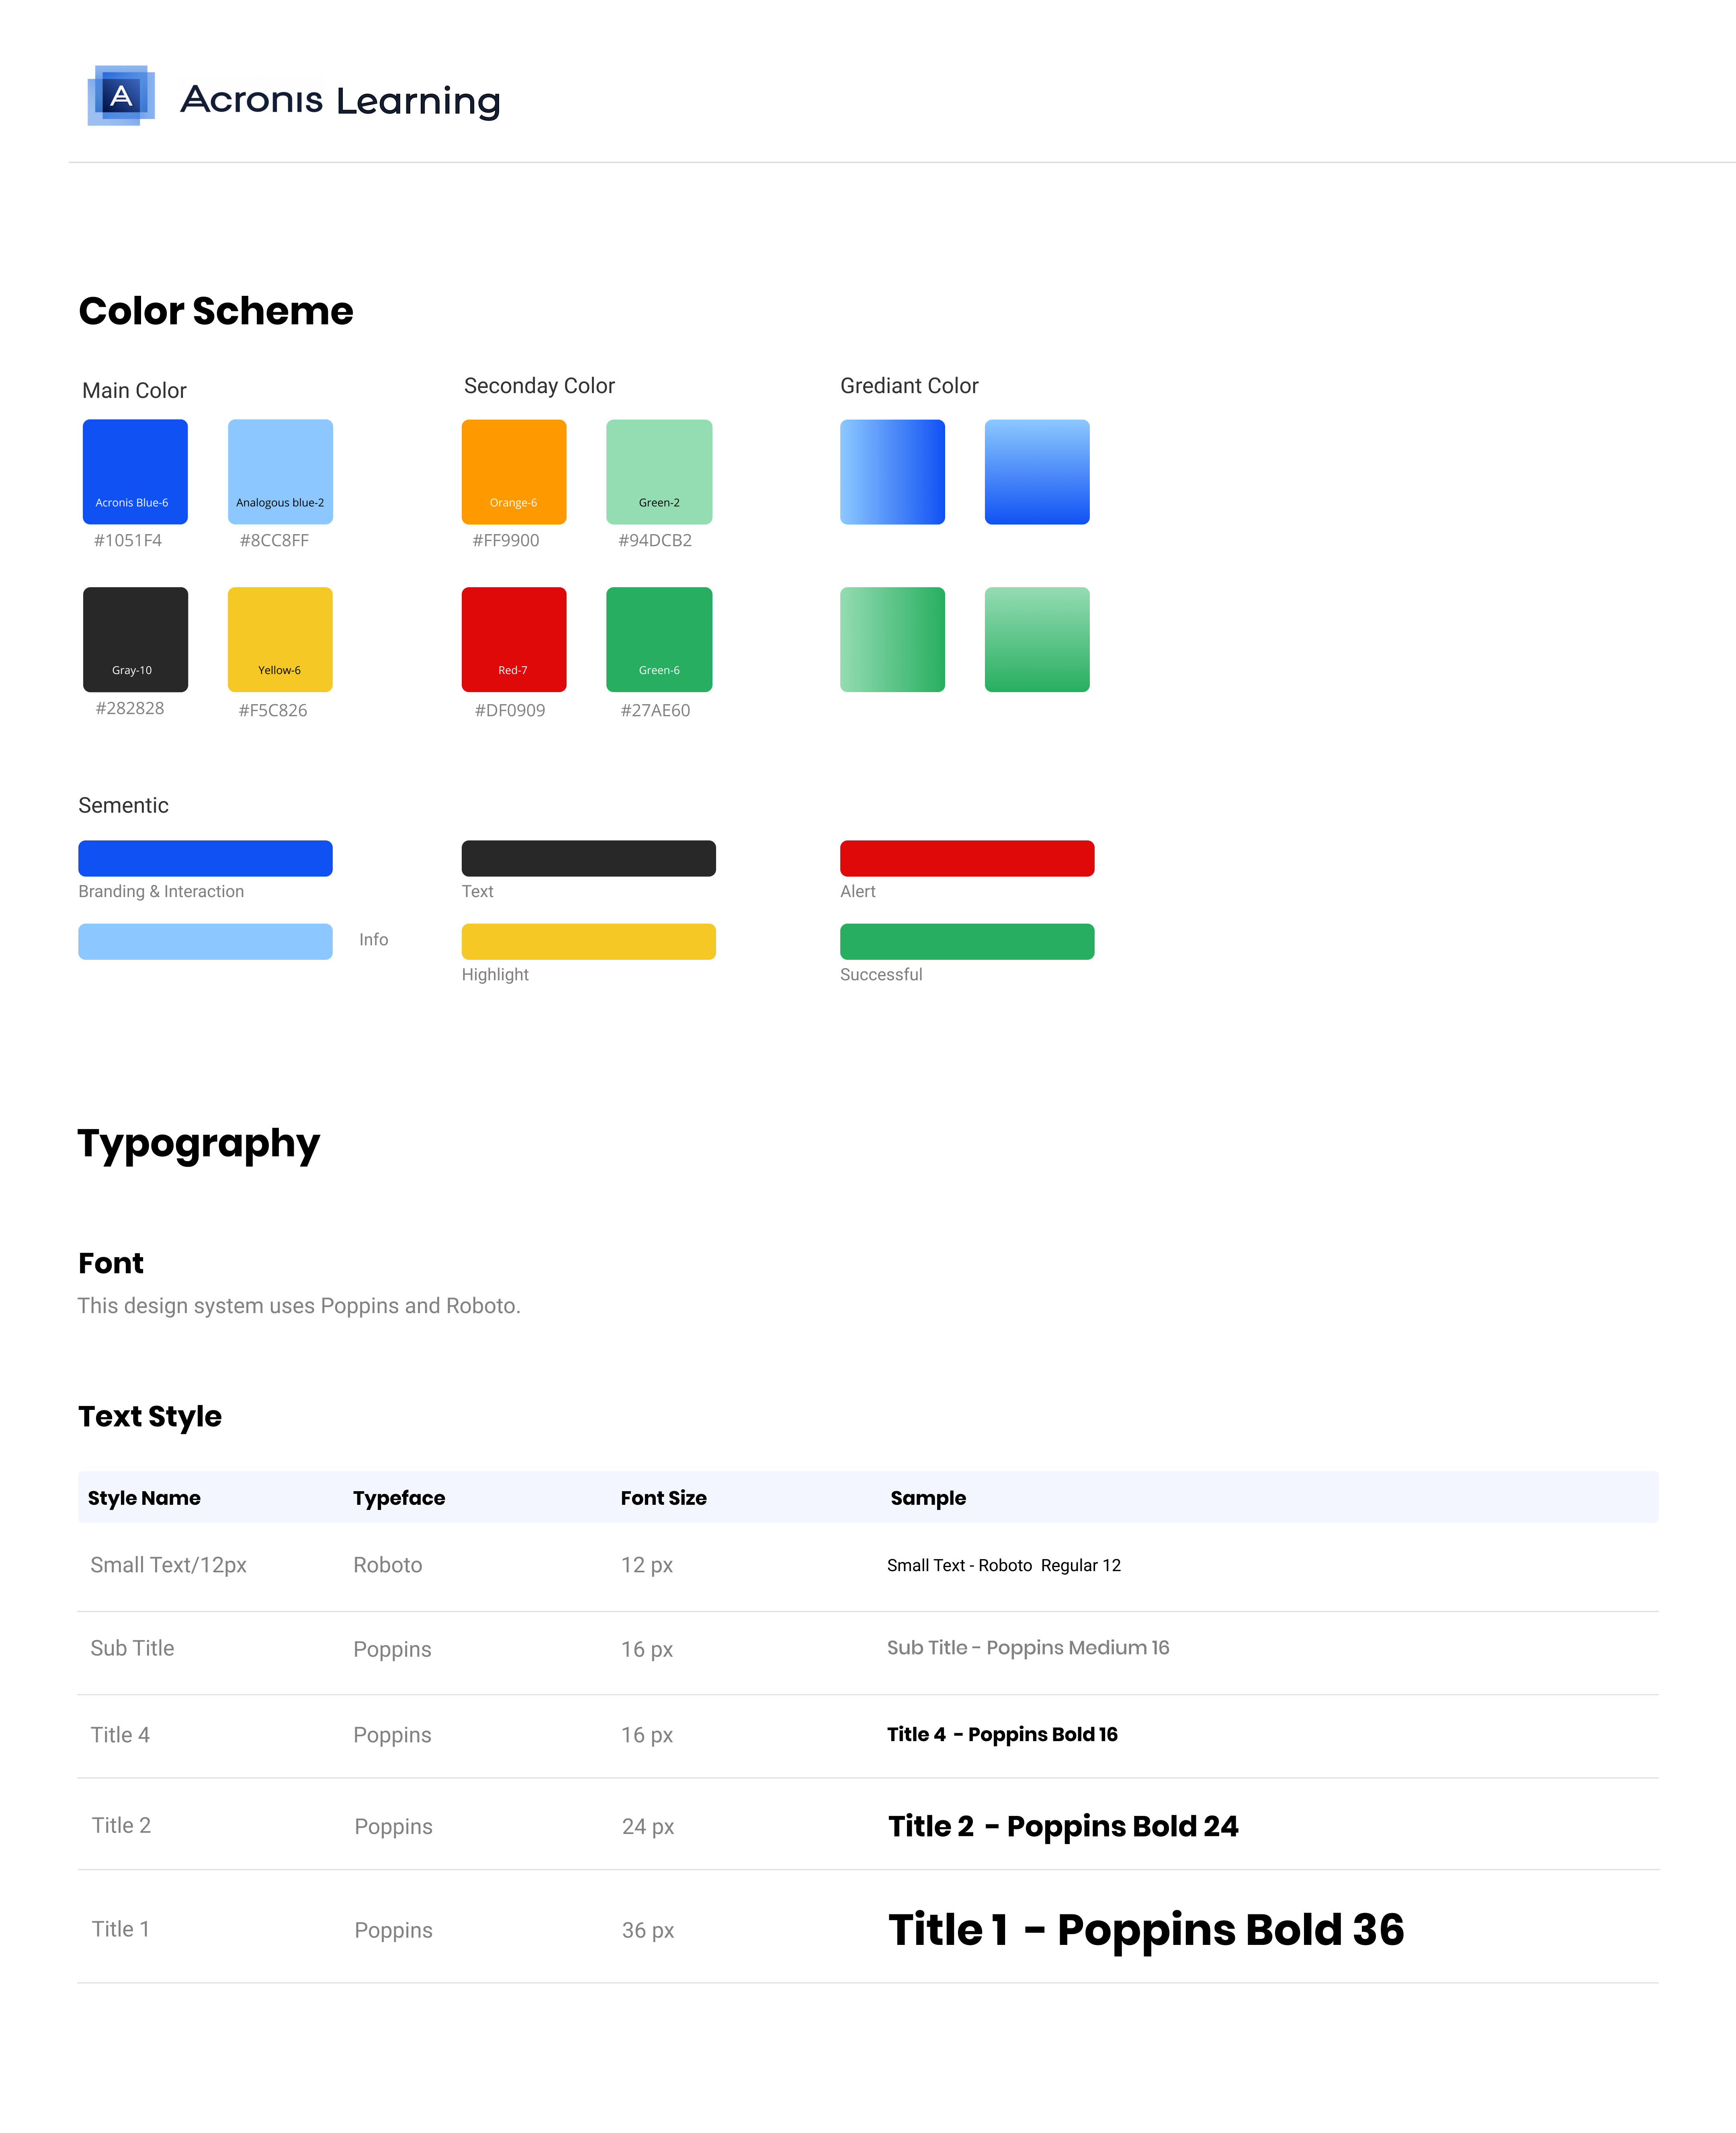 A
Acronis Learning
Color Scheme
Main Color
Seconday Color
Grediant Color
Acronis Blue-6
Analogous blue-2
Orange-6
Green-2
#1051F4
#8CC8FF
#FF9900
#94DCB2
Gray-10
Yellow-6
Red-7
Green-6
#282828
#F5C826
#DF0909
#27AE60
Sementic
Branding & Interaction
Text
Alert
Info
Highlight
Successful
Typography
Font
This design system uses Poppins and Roboto.
Text Style
Style Name Typeface Font Size Sample
Small Text/12px Roboto 12 px Small Text - Roboto  Regular 12
Sub Title Poppins 16 px Sub Title - Poppins Medium 16
Title 4 Poppins 16 px Title 4 - Poppins Bold 16
Title 2 Poppins 24 px Title 2 - Poppins Bold 24
Title 1 Poppins 36 px Title 1 - Poppins Bold 36